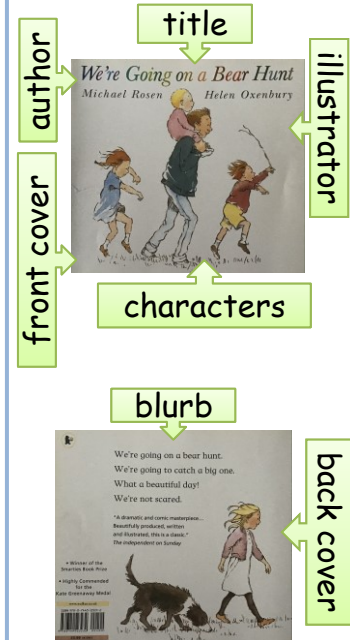 title
author
illustrator
We're Going on a Bear Hunt
Michael Rosen Helen Oxenbury
front cover
characters
blurb
We're going on a bear hunt.
We're going to catch a big one.
What a beautiful day!
We're not scared.
"A dramatic and comic masterpiece...
Beautifully produced, written
and illustrated, this is a classic."
The Independent on Sunday
back cover
• Winner of the
Smarties Book Prize
• Highly Commended
for the
Kate Greenaway Medal